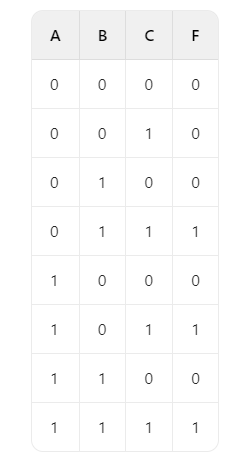 A B C F
0 0 0 0
0 0 1 0
0 1 0 0
0 1 1 1
1 0 0 0
1 0 1 1
1 1 0 0
1 1 1 1